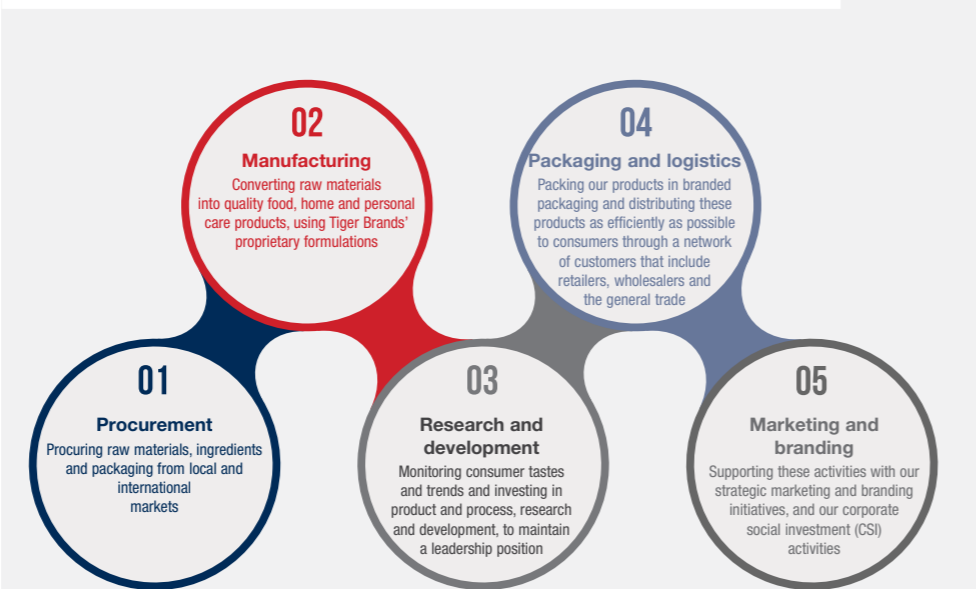 02
Manufacturing
Converting raw materials
into quality food, home and personal
care products, using Tiger Brands’
proprietary formulations
04
Packaging and logistics
Packing our products in branded
packaging and distributing these
products as efficiently as possible
to consumers through a network
of customers that include
retailers, wholesalers and
the general trade
01
Procurement
Procuring raw materials, ingredients
and packaging from local and
international
markets
03
Research and
development
Monitoring consumer tastes
and trends and investing in
product and process, research
and development, to maintain
a leadership position
05
Marketing and
branding
Supporting these activities with our
strategic marketing and branding
initiatives, and our corporate
social investment (CSI)
activities